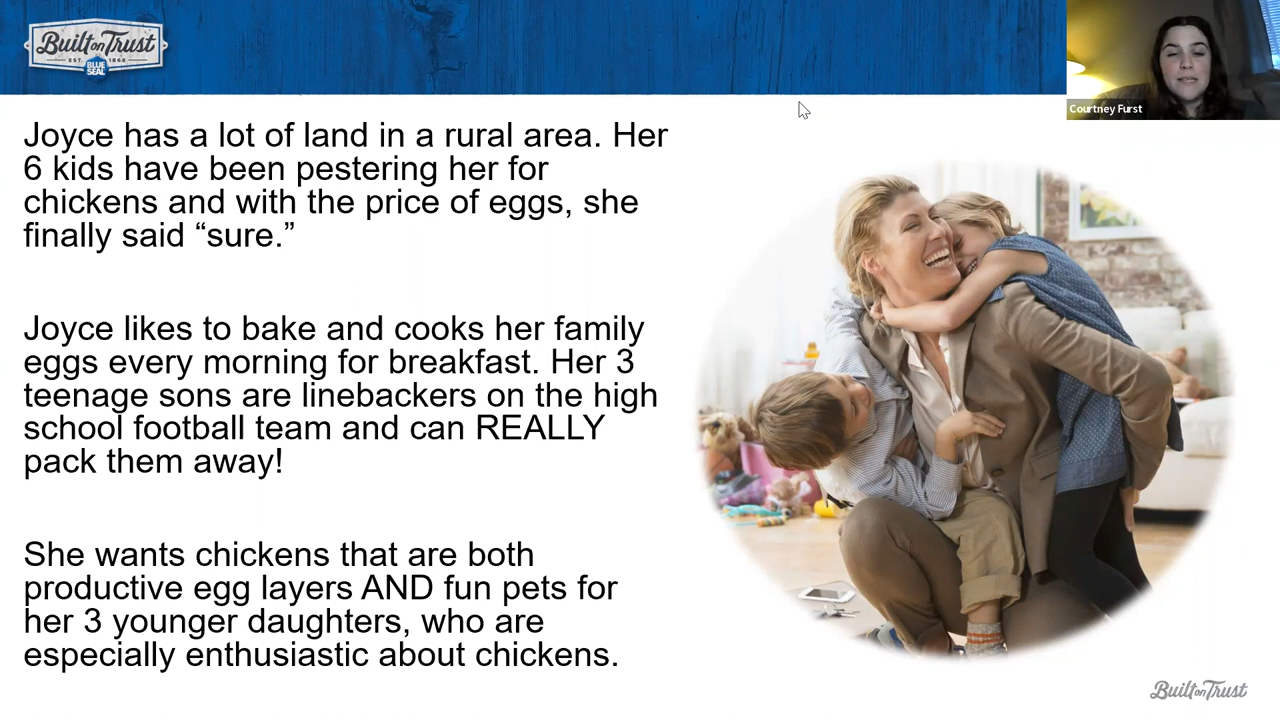 Built on Trust
EST. 1868
BLUE
SEAL
Courtney Furst
Joyce has a lot of land in a rural area. Her
6 kids have been pestering her for
chickens and with the price of eggs, she
finally said “sure.”
Joyce likes to bake and cooks her family
eggs every morning for breakfast. Her 3
teenage sons are linebackers on the high
school football team and can REALLY
pack them away!
She wants chickens that are both
productive egg layers AND fun pets for
her 3 younger daughters, who are
especially enthusiastic about chickens.
Built on Trust